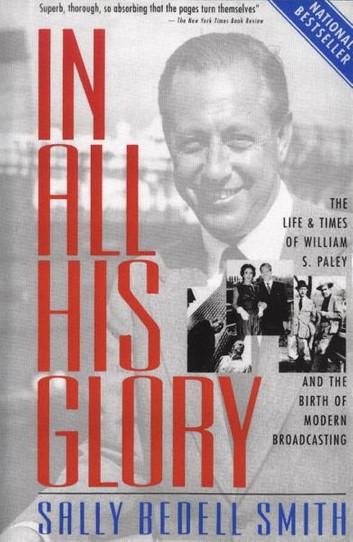 Superb, thorough, so absorbing that the pages turn themselves"
— The New York Times Book Review
NATIONAL
BESTSELLER
IN
ALL
HIS
GLORY
THE
LIFE & TIMES
OF WILLIAM
S. PALEY
AND THE
BIRTH OF
MODERN
BROADCASTING
SALLY BEDELL SMITH